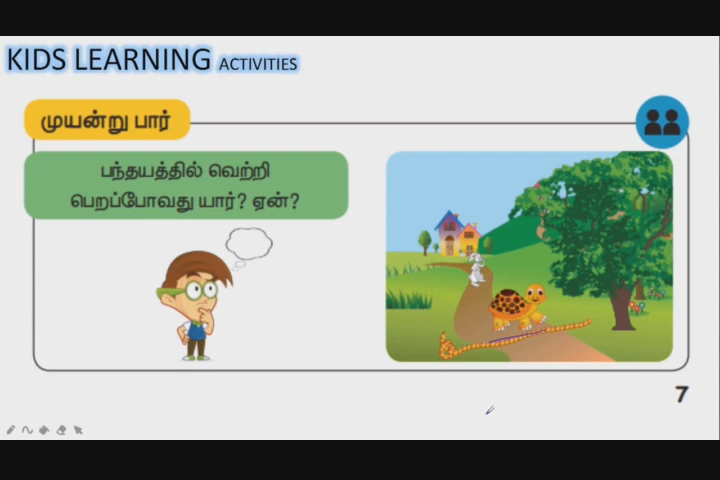 KIDS LEARNING ACTIVITIES
முயன்று பார்
பந்தயத்தில் வெற்றி
பெறப்போவது யார்? ஏன்?
7